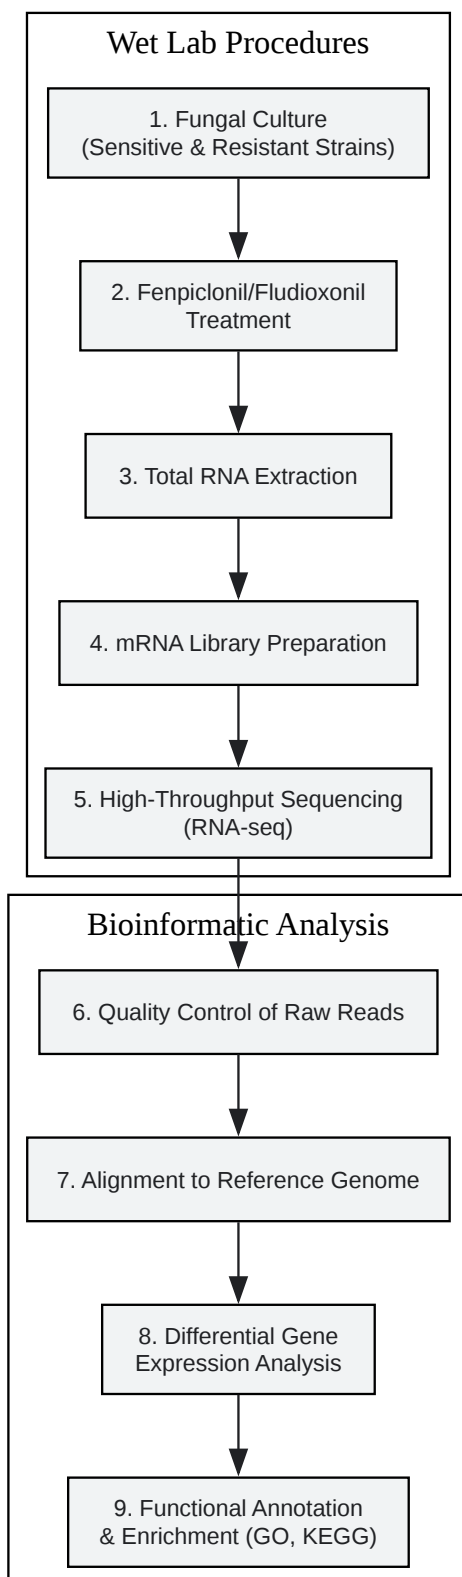 Wet Lab Procedures
1. Fungal Culture
(Sensitive & Resistant Strains)
2. Fenpiclonil/Fludioxonil
Treatment
3. Total RNA Extraction
4. mRNA Library Preparation
5. High-Throughput Sequencing
(RNA-seq)
Bioinformatic Analysis
6. Quality Control of Raw Reads
7. Alignment to Reference Genome
8. Differential Gene
Expression Analysis
9. Functional Annotation
& Enrichment (GO, KEGG)